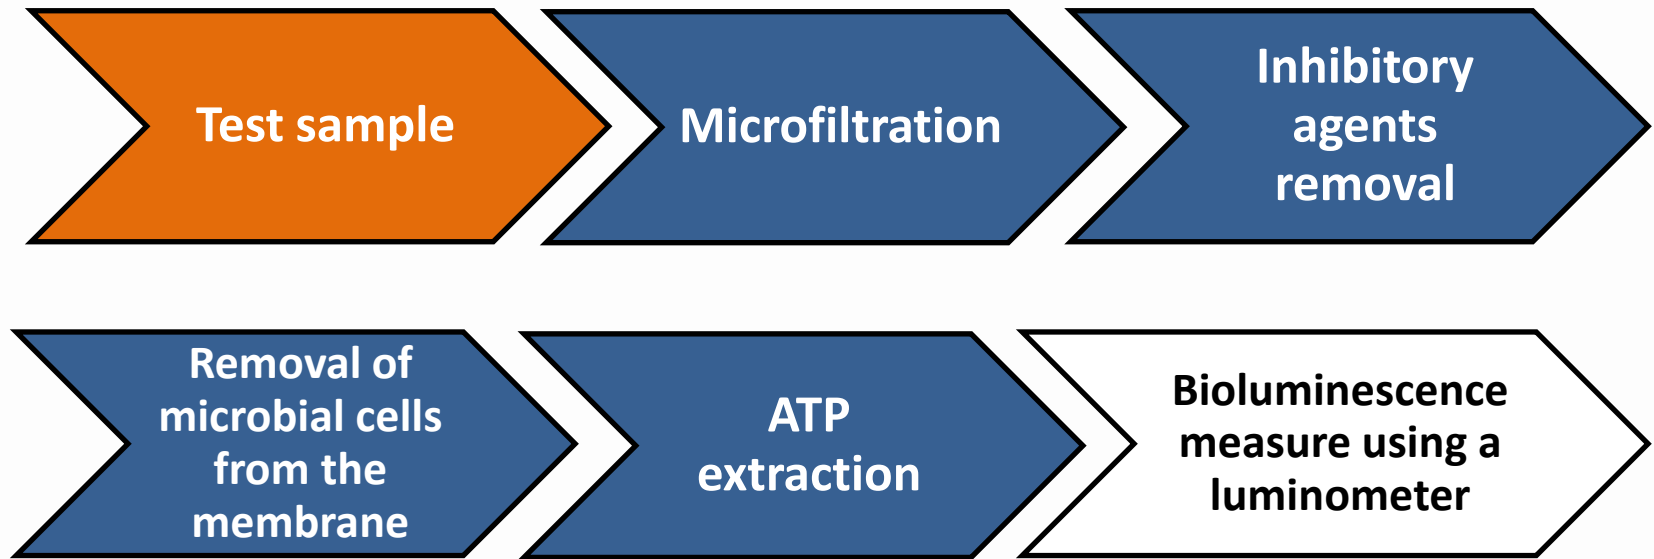 Test sample
Microfiltration
Inhibitory
agents
removal
Removal of
microbial cells
from the
membrane
ATP
extraction
Bioluminescence
measure using a
luminometer